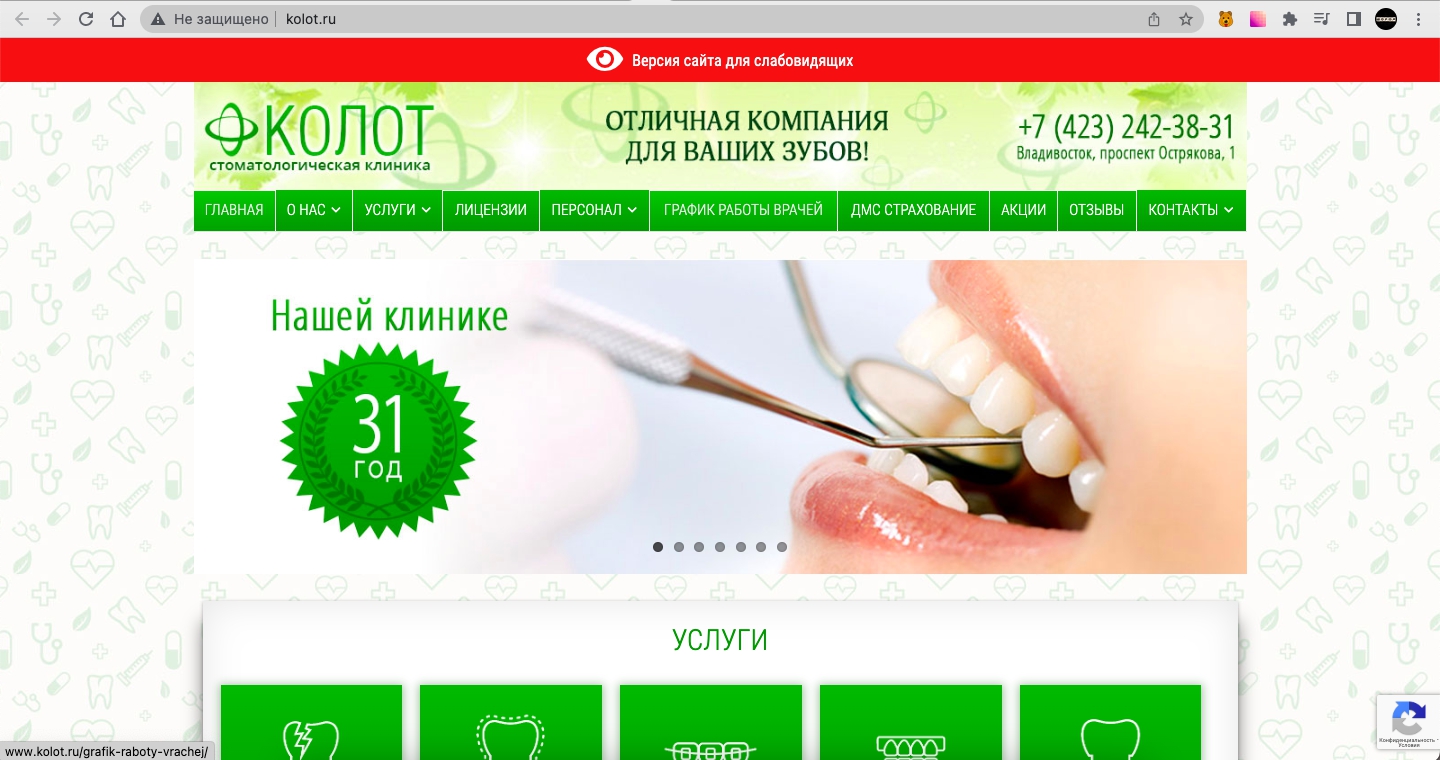 Не защищено
kolot.ru
Версия сайта для слабовидящих
КОЛОТ
стоматологическая клиника
ОТЛИЧНАЯ КОМПАНИЯ
ДЛЯ ВАШИХ ЗУБОВ!
+7 (423) 242-38-31
Владивосток, проспект Острякова, 1
ГЛАВНАЯ
О НАС
УСЛУГИ
ЛИЦЕНЗИИ
ПЕРСОНАЛ
ГРАФИК РАБОТЫ ВРАЧЕЙ
ДМС СТРАХОВАНИЕ
АКЦИИ
ОТЗЫВЫ
КОНТАКТЫ
Нашей клинике
31
год
УСЛУГИ
www.kolot.ru/grafik-raboty-vrachej/
Конфиденциальность -
Условия